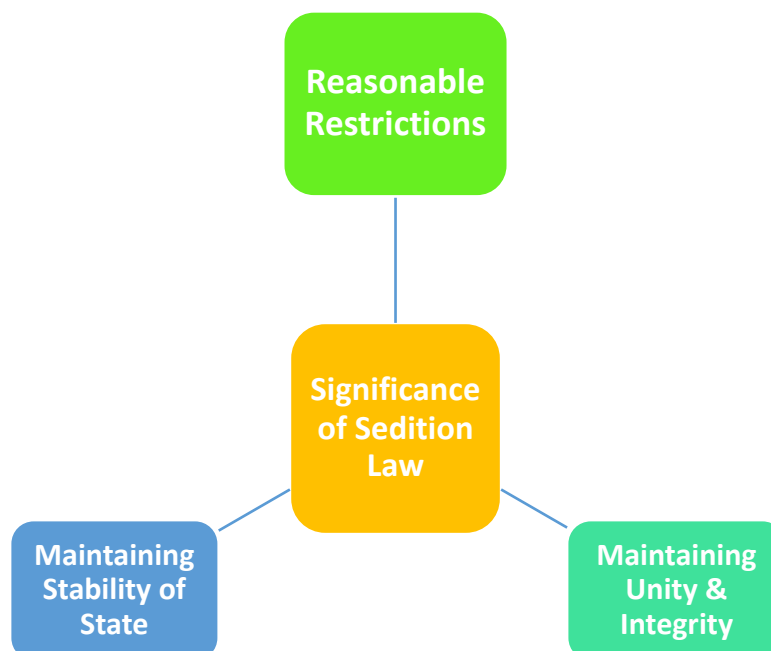 Reasonable
Restrictions
Significance
of Sedition
Law
Maintaining
Stability of
State
Maintaining
Unity &
Integrity